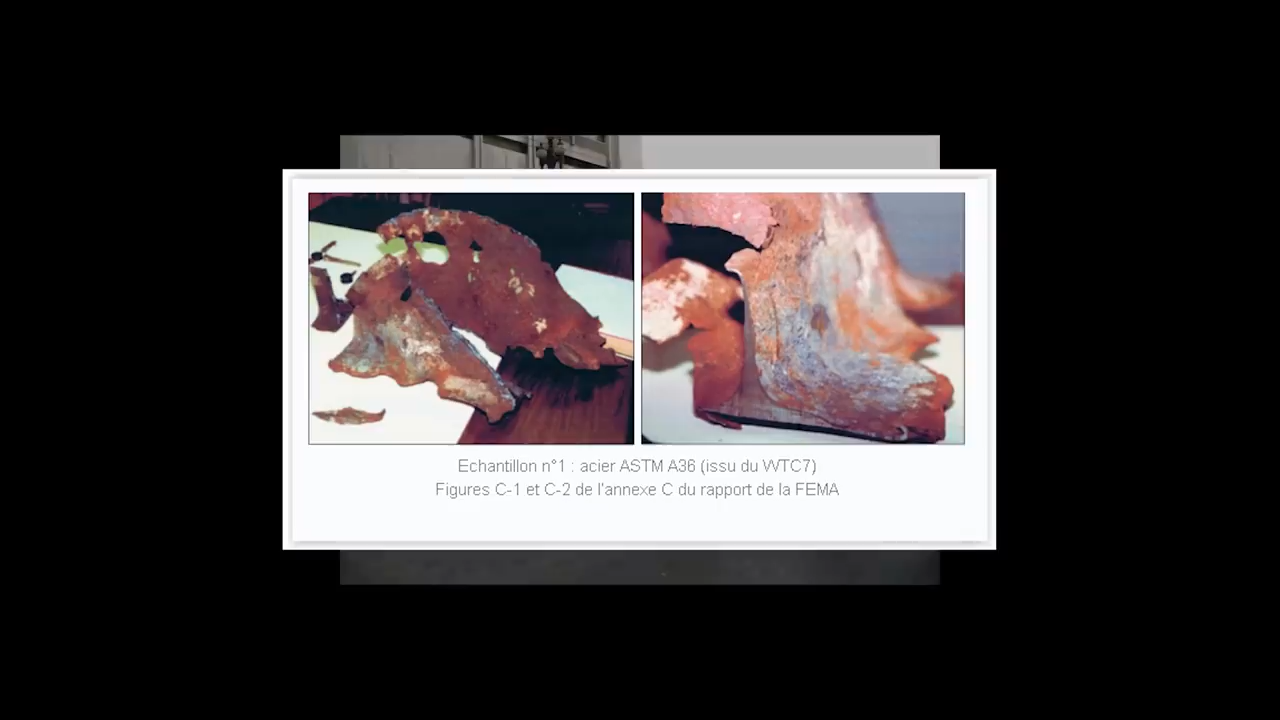 Echantillon n°1 : acier ASTM A36 (issu du WTC7)
Figures C-1 et C-2 de l'annexe C du rapport de la FEMA